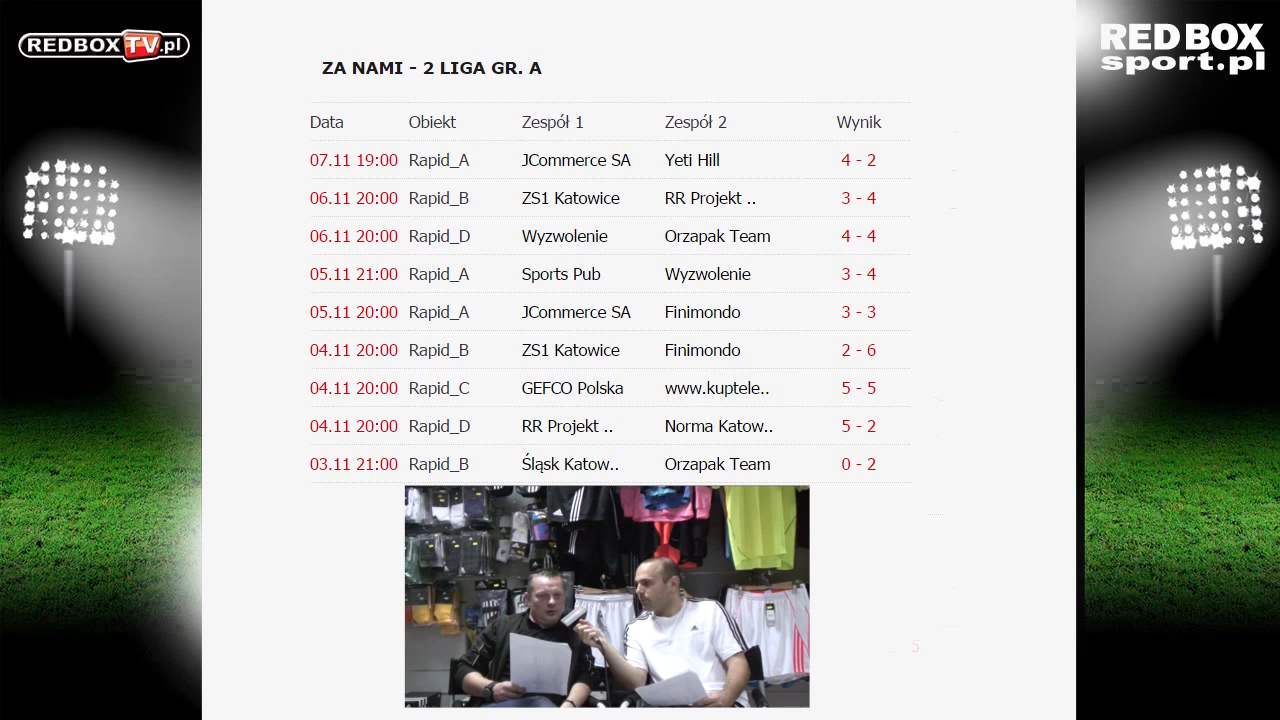 REDBOXTV.pl
RED BOX
sport.pl
ZA NAMI - 2 LIGA GR. A
Data Obiekt Zespół 1 Zespół 2 Wynik
07.11 19:00 Rapid_A JCommerce SA Yeti Hill 4 - 2
06.11 20:00 Rapid_B ZS1 Katowice RR Projekt .. 3 - 4
06.11 20:00 Rapid_D Wyzwolenie Orzapak Team 4 - 4
05.11 21:00 Rapid_A Sports Pub Wyzwolenie 3 - 4
05.11 20:00 Rapid_A JCommerce SA Finimondo 3 - 3
04.11 20:00 Rapid_B ZS1 Katowice Finimondo 2 - 6
04.11 20:00 Rapid_C GEFCO Polska www.kuptele.. 5 - 5
04.11 20:00 Rapid_D RR Projekt .. Norma Katow.. 5 - 2
03.11 21:00 Rapid_B Śląsk Katow.. Orzapak Team 0 - 2
5